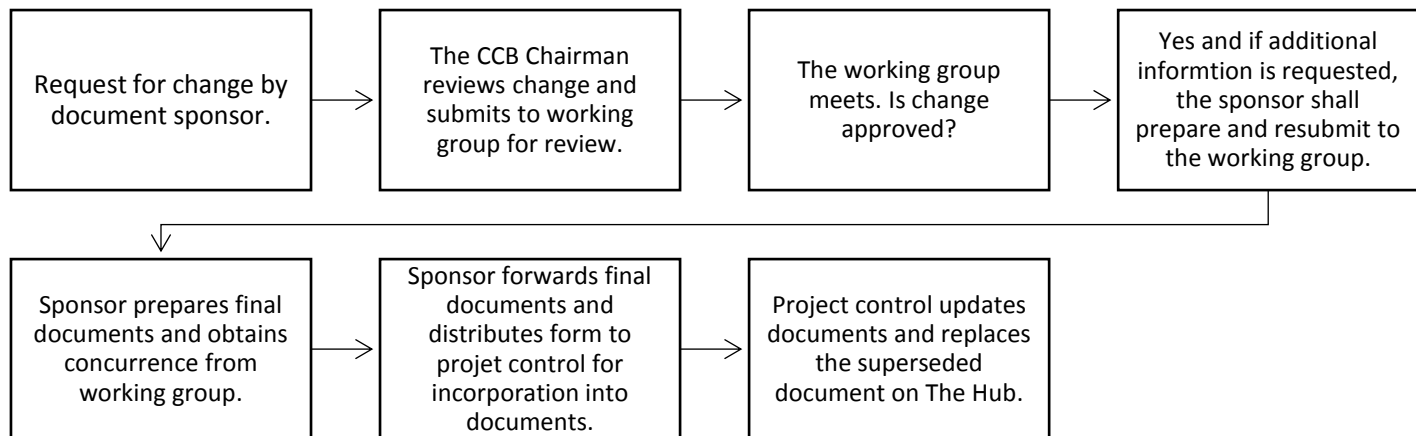 Request for change by
document sponsor.
The CCB Chairman
reviews change and
submits to working
group for review.
The working group
meets. Is change
approved?
Yes and if additional
informtion is requested,
the sponsor shall
prepare and resubmit to
the working group.
Sponsor prepares final
documents and obtains
concurrence from
working group.
Sponsor forwards final
documents and
distributes form to
projet control for
incorporation into
documents.
Project control updates
documents and replaces
the superseded
document on The Hub.